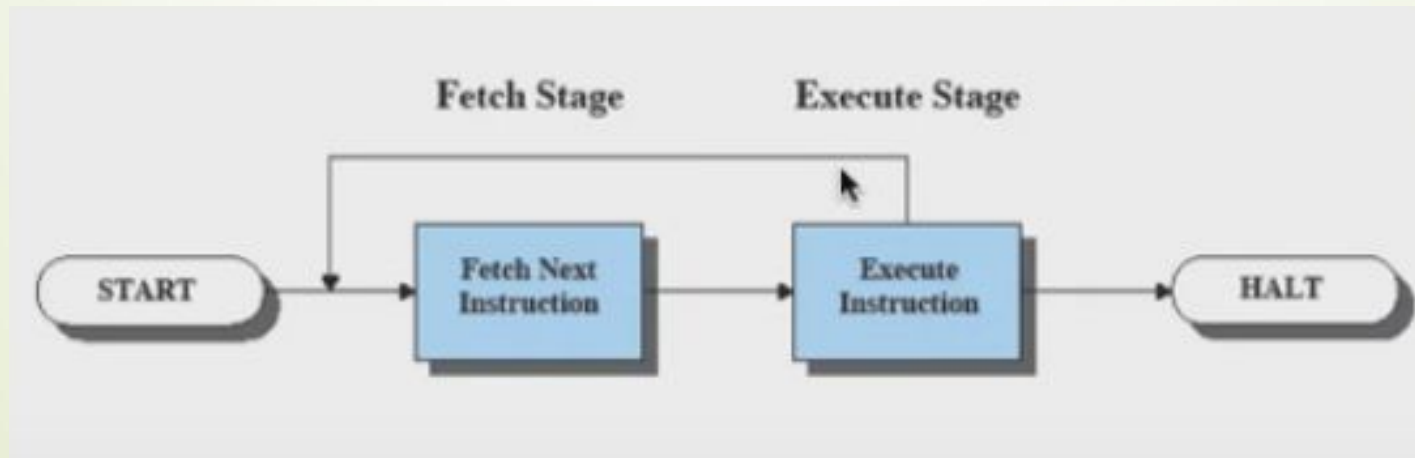 Fetch Stage
Execute Stage
START
Fetch Next
Instruction
Execute
Instruction
HALT